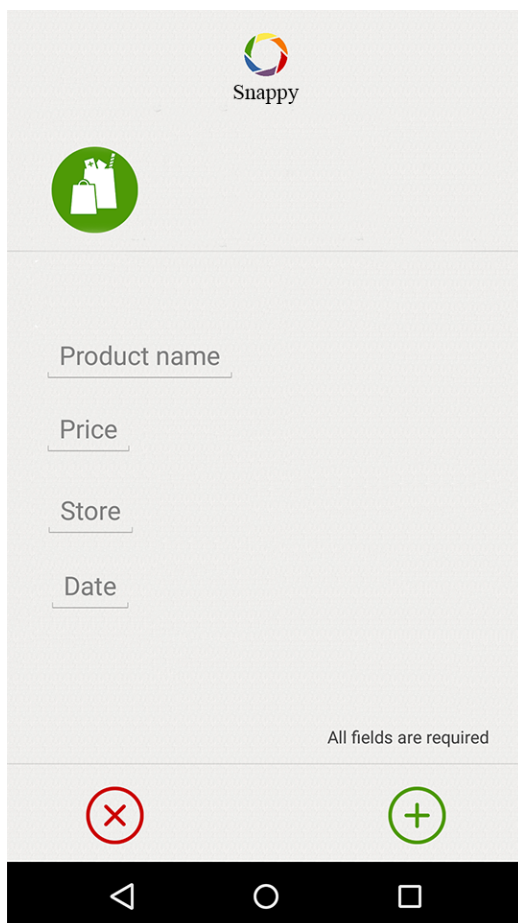 Snappy
Product name
Price
Store
Date
All fields are required